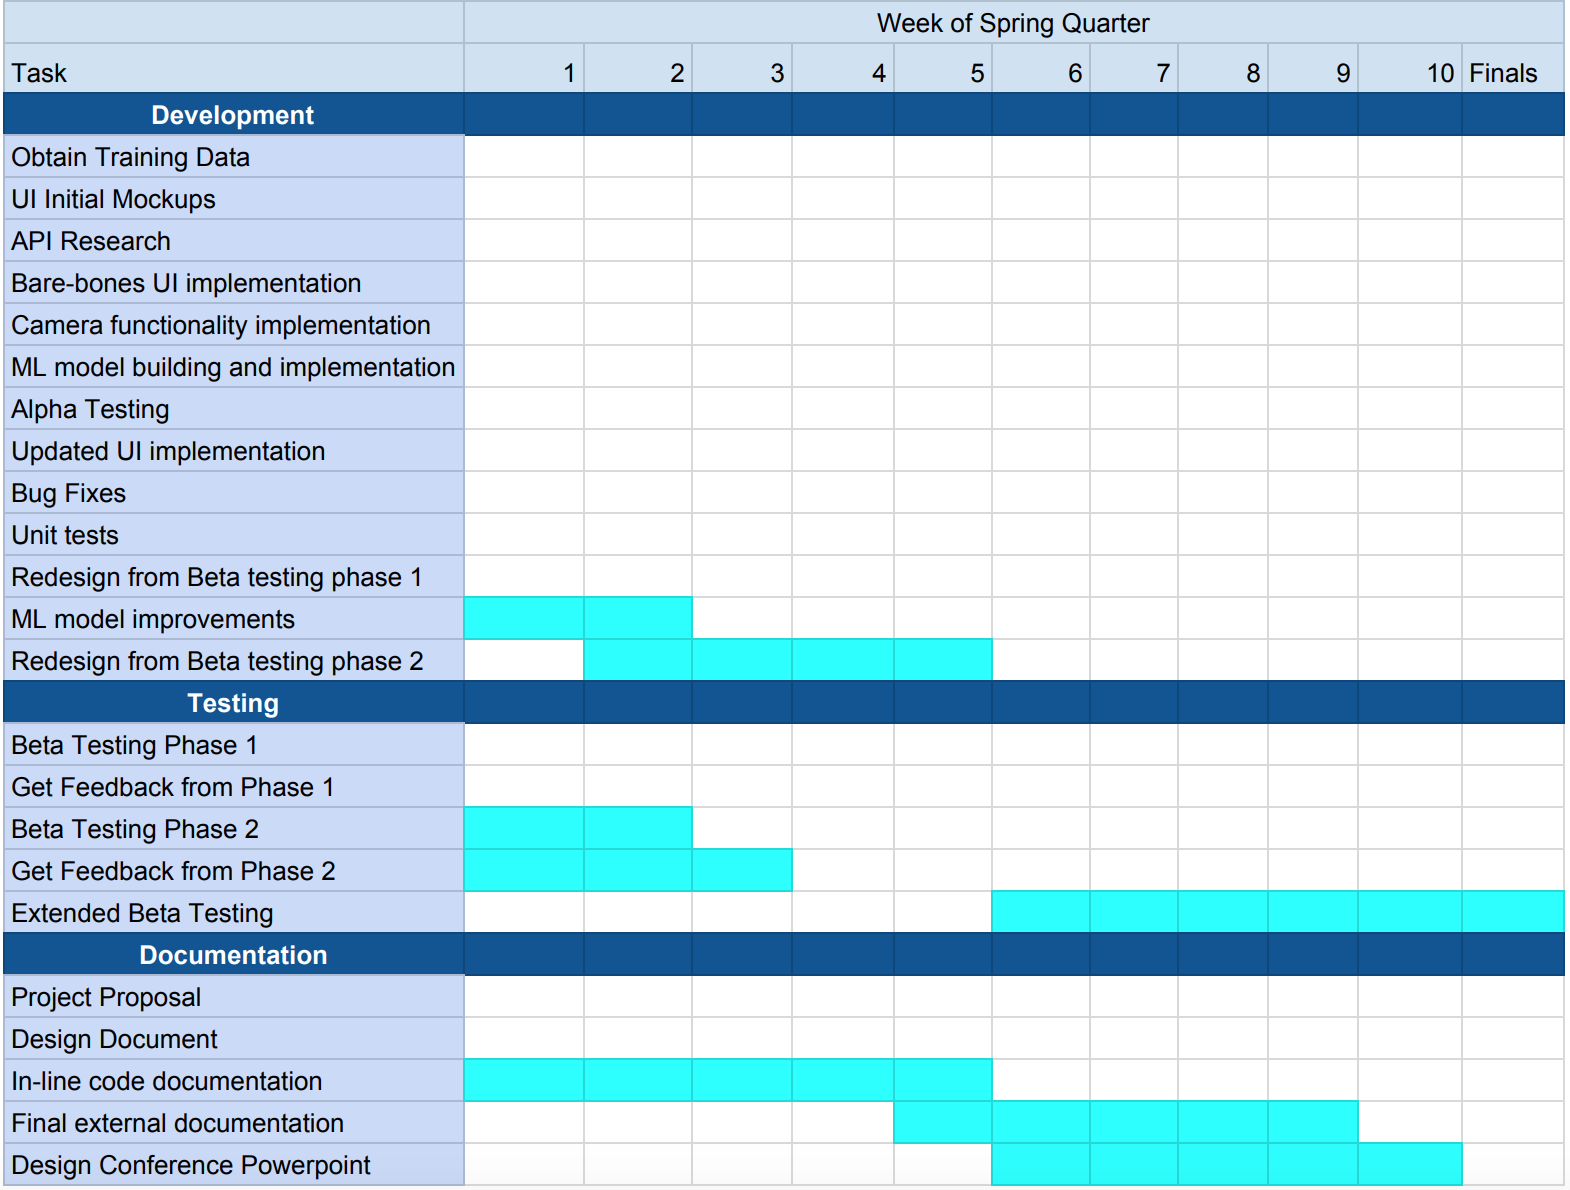 Week of Spring Quarter
Task 1 2 3 4 5 6 7 8 9 10 Finals
Development
Obtain Training Data
UI Initial Mockups
API Research
Bare-bones UI implementation
Camera functionality implementation
ML model building and implementation
Alpha Testing
Updated UI implementation
Bug Fixes
Unit tests
Redesign from Beta testing phase 1
ML model improvements
Redesign from Beta testing phase 2
Testing
Beta Testing Phase 1
Get Feedback from Phase 1
Beta Testing Phase 2
Get Feedback from Phase 2
Extended Beta Testing
Documentation
Project Proposal
Design Document
In-line code documentation
Final external documentation
Design Conference Powerpoint